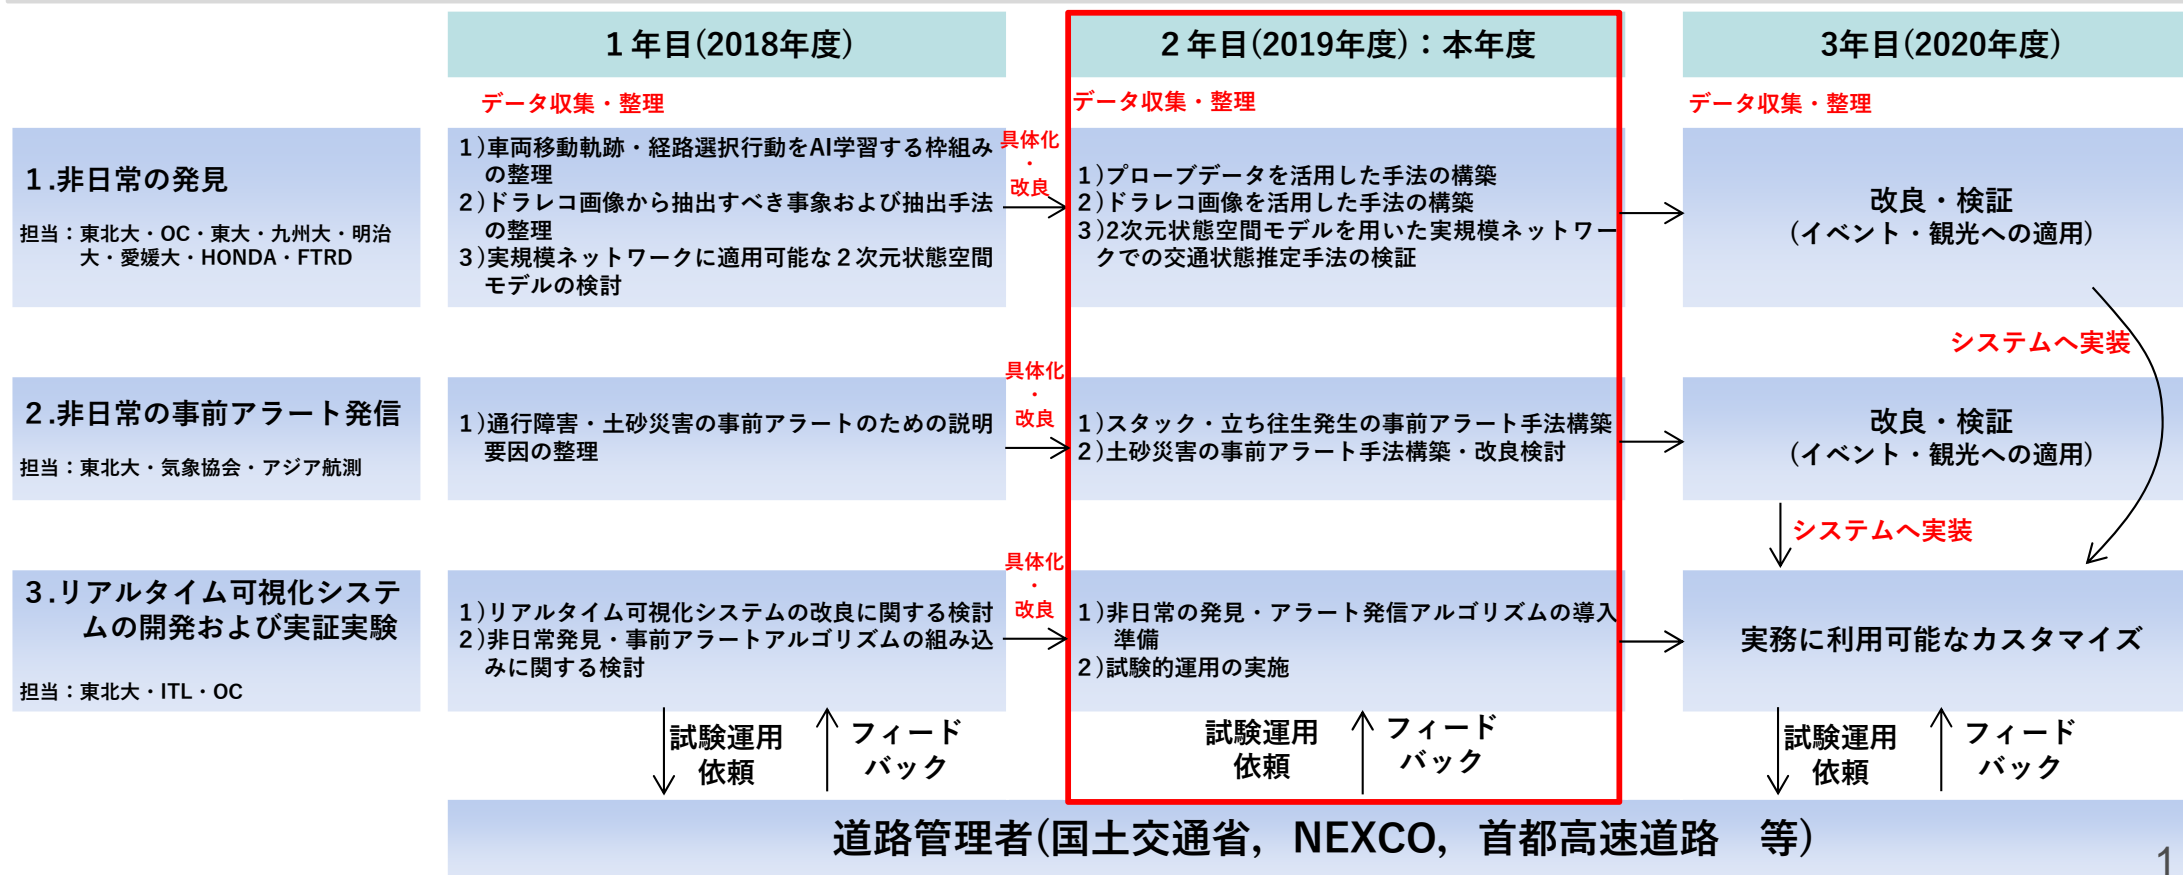 1年目(2018年度)
2年目(2019年度)：本年度
3年目(2020年度)
データ収集・整理
データ収集・整理
データ収集・整理
1.非日常の発見
担当：東北大・OC・東大・九州大・明治
大・愛媛大・HONDA・FTRD
1)車両移動軌跡・経路選択行動をAI学習する枠組み
の整理
2)ドラレコ画像から抽出すべき事象および抽出手法
の整理
3)実規模ネットワークに適用可能な２次元状態空間
モデルの検討
具体化
・
改良
1)プローブデータを活用した手法の構築
2)ドラレコ画像を活用した手法の構築
3)2次元状態空間モデルを用いた実規模ネットワー
クでの交通状態推定手法の検証
改良・検証
(イベント・観光への適用)
システムへ実装
2.非日常の事前アラート発信
担当：東北大・気象協会・アジア航測
1)通行障害・土砂災害の事前アラートのための説明
要因の整理
具体化
・
改良
1)スタック・立ち往生発生の事前アラート手法構築
2)土砂災害の事前アラート手法構築・改良検討
改良・検証
(イベント・観光への適用)
システムへ実装
3.リアルタイム可視化システ
ムの開発および実証実験
担当：東北大・ITL・OC
1)リアルタイム可視化システムの改良に関する検討
2)非日常発見・事前アラートアルゴリズムの組み込
みに関する検討
具体化
・
改良
1)非日常の発見・アラート発信アルゴリズムの導入
準備
2)試験的運用の実施
実務に利用可能なカスタマイズ
試験運用
依頼
フィード
バック
試験運用
依頼
フィード
バック
試験運用
依頼
フィード
バック
道路管理者(国土交通省，NEXCO，首都高速道路　等)
1